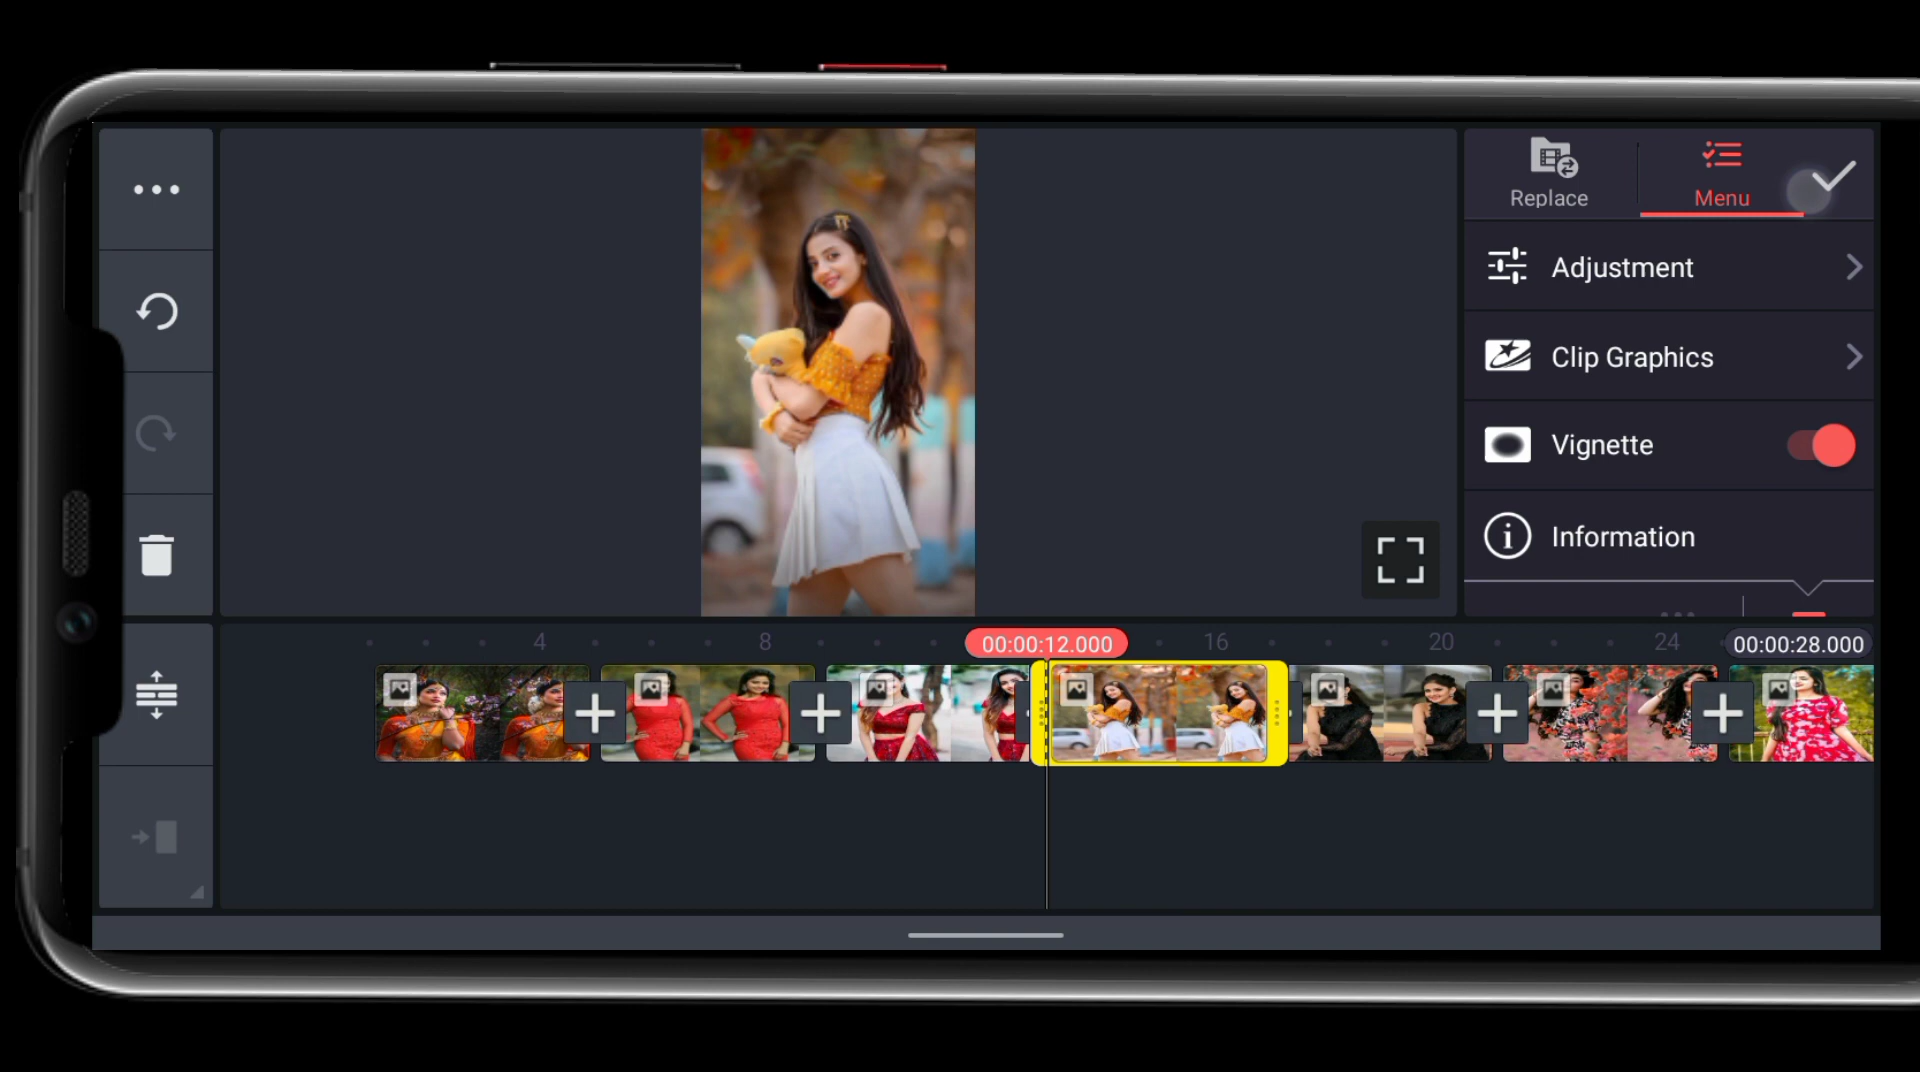 Replace
Menu
Adjustment
Clip Graphics
Vignette
Information
4
8
00:00:12.000
16
20
24
00:00:28.000